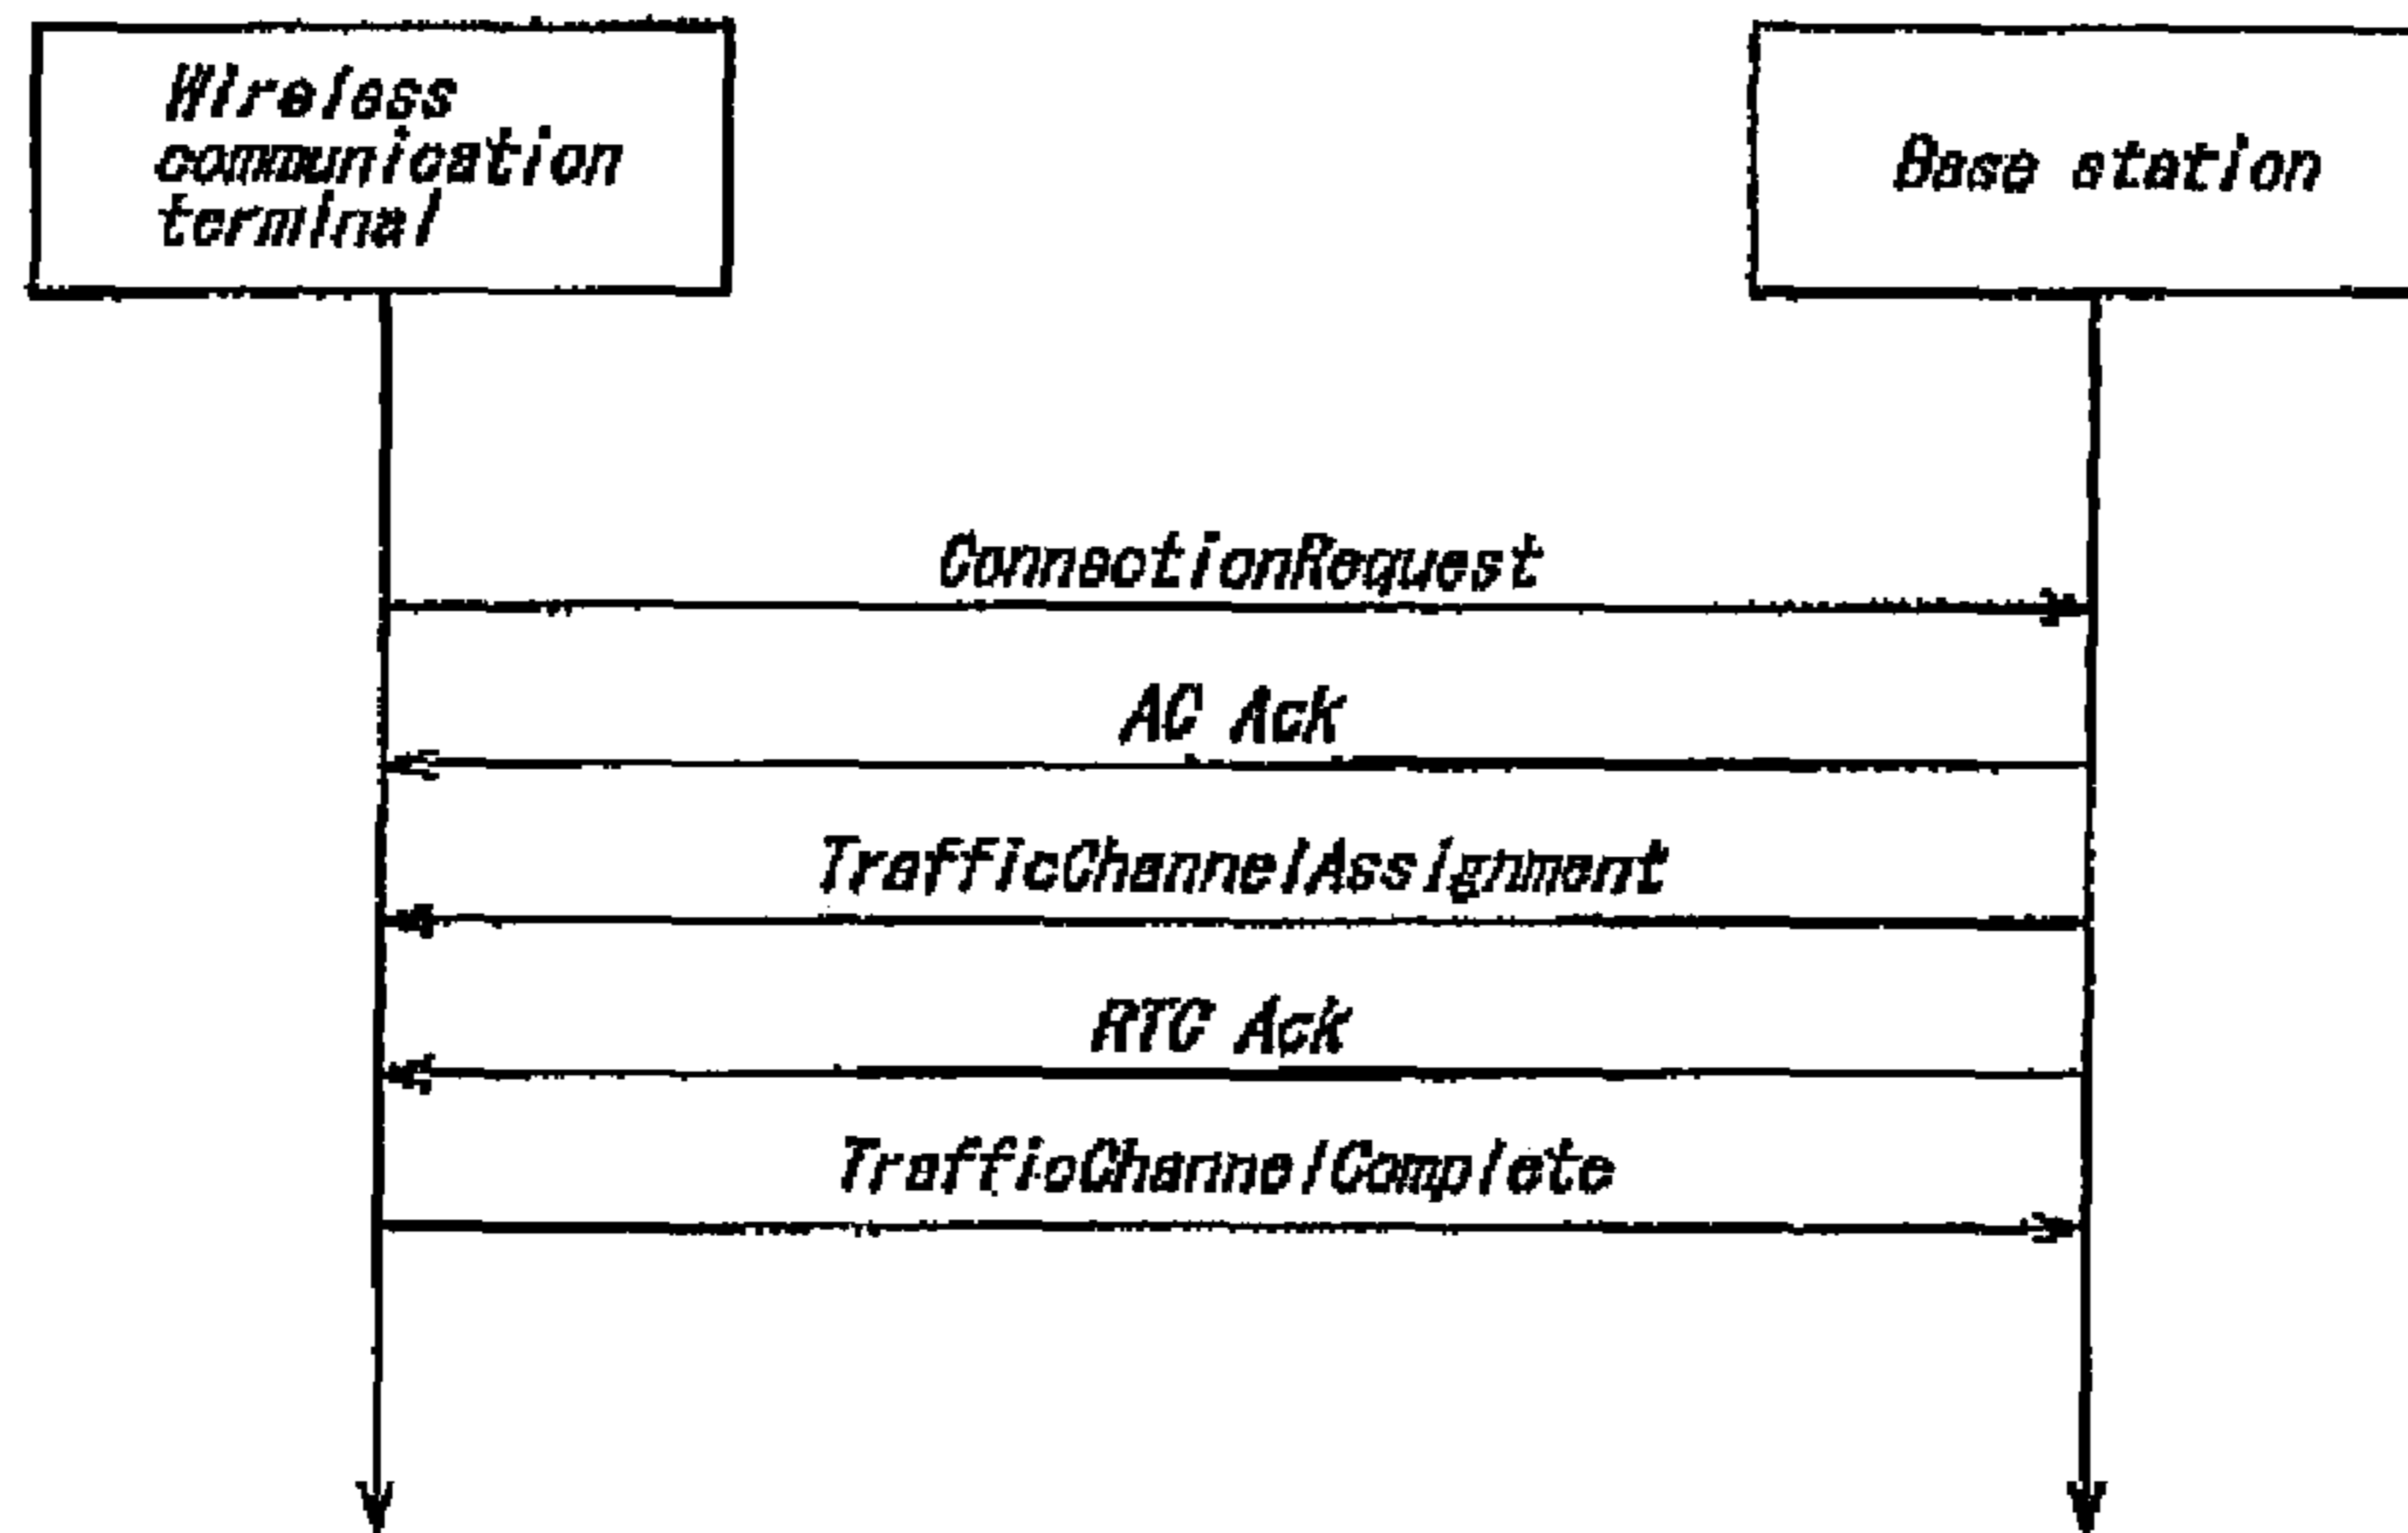 Wireless
communication
terminal
Base station
ConnectionRequest
AC Ack
TrafficChannelAssignment
RTC Ack
TrafficChannelComplete